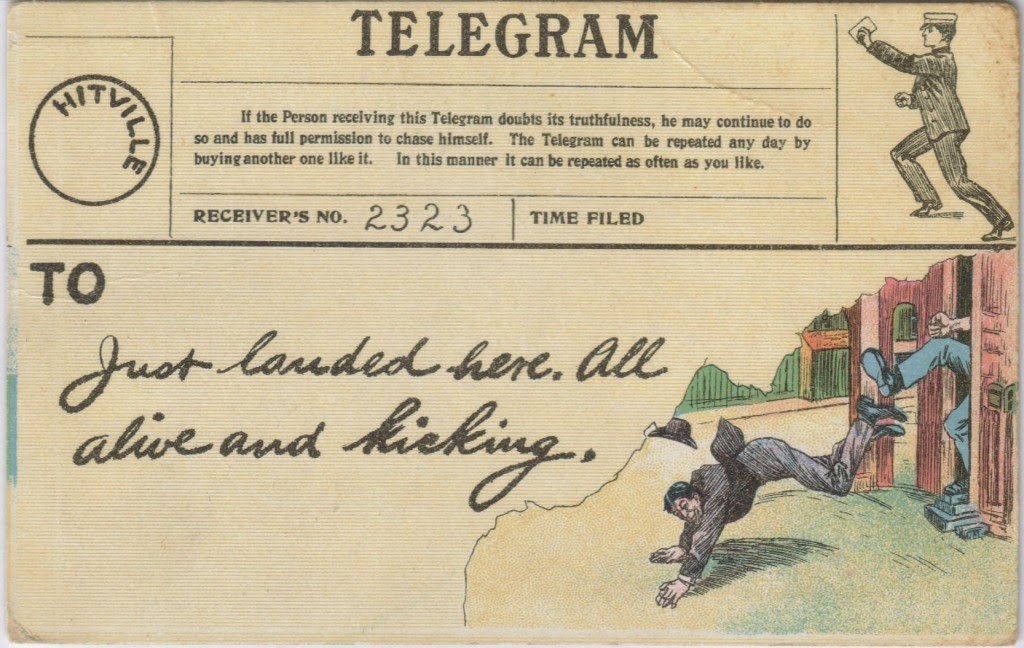 TELEGRAM
HITVILLE
If the Person receiving this Telegram doubts its truthfulness, he may continue to do
so and has full permission to chase himself. The Telegram can be repeated any day by
buying another one like it. In this manner it can be repeated as often as you like.
RECEIVER'S NO. 2323 TIME FILED
TO
Just landed here. All
alive and kicking.